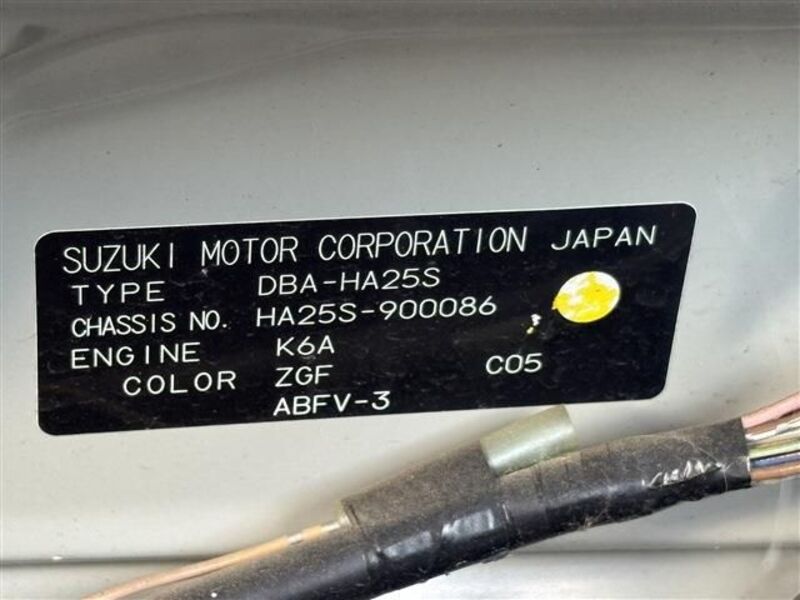 SUZUKI MOTOR CORPORATION JAPAN
TYPE DBA-HA25S
CHASSIS NO. HA25S-900086
ENGINE K6A
COLOR ZGF C05
ABFV-3